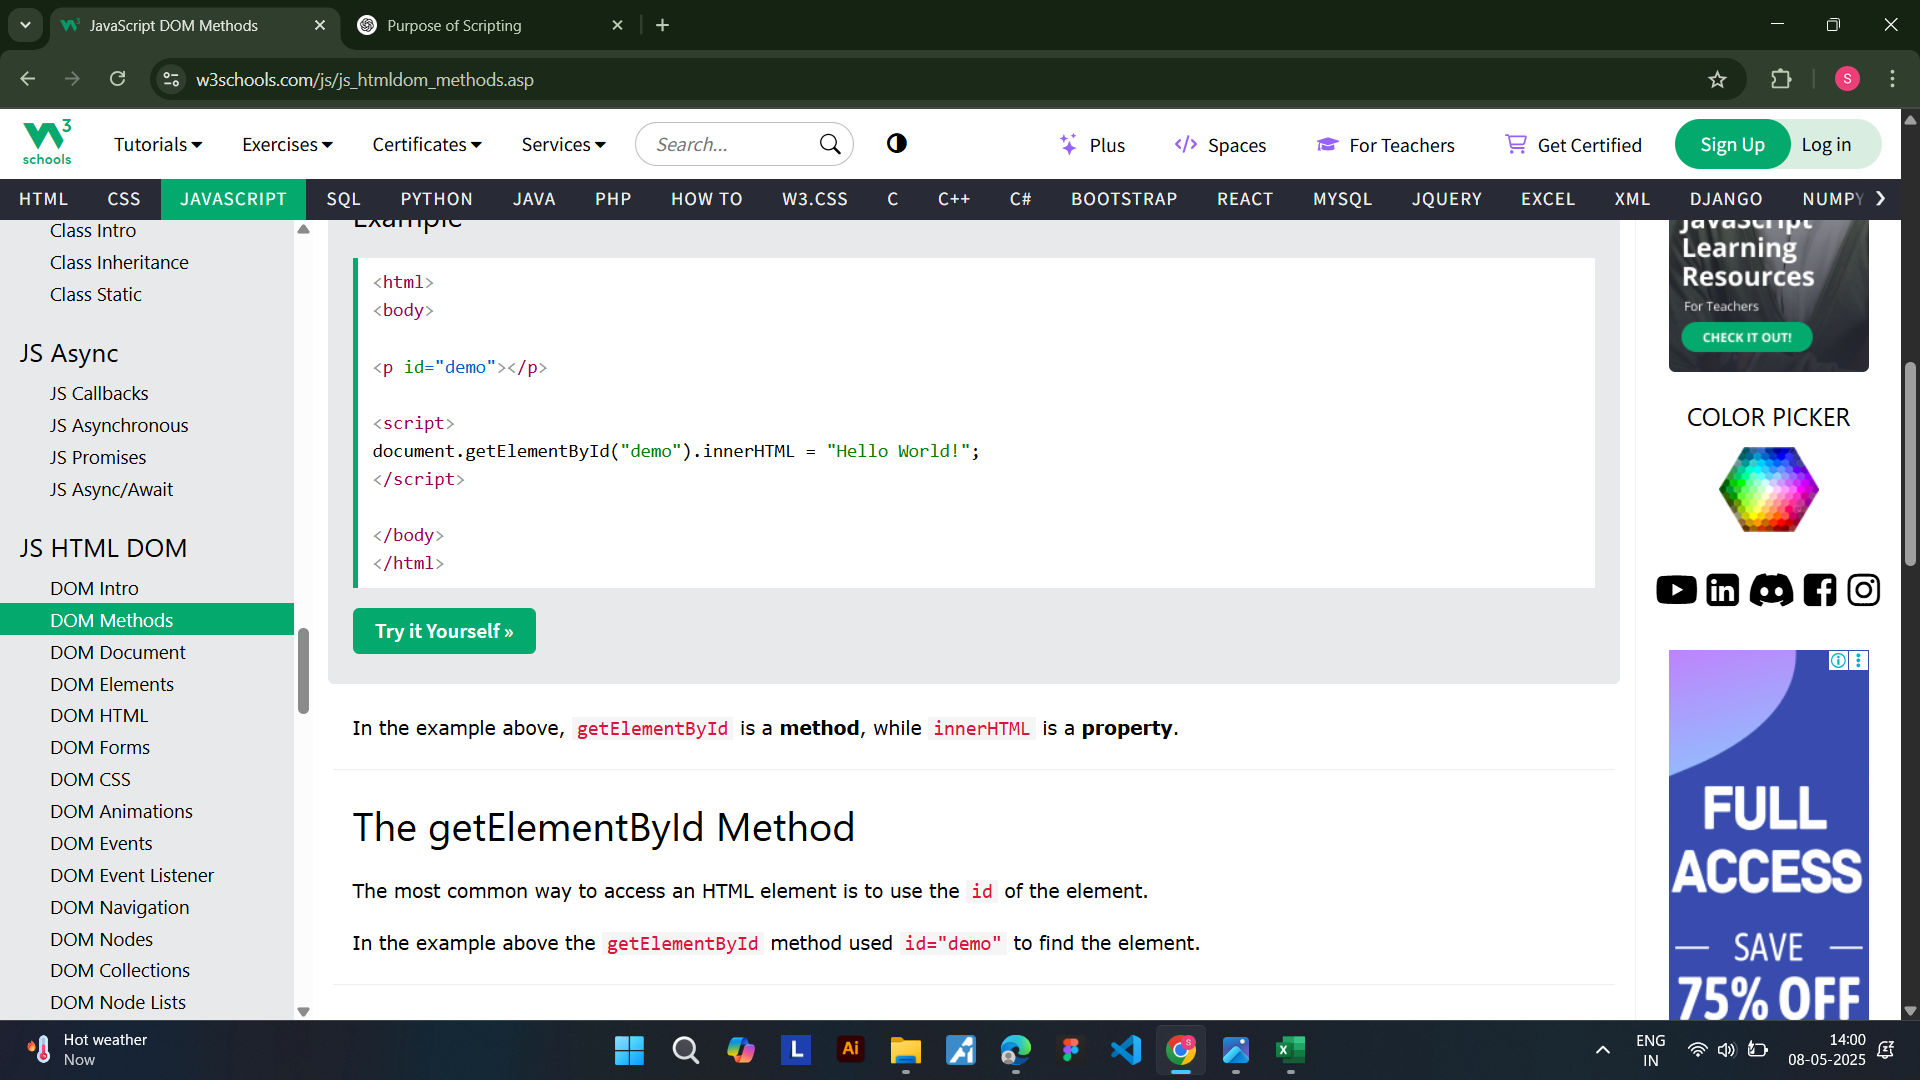 JavaScript DOM Methods
Purpose of Scripting
w3schools.com/js/js_htmldom_methods.asp
S
W3 schools
Tutorials
Exercises
Certificates
Services
Search...
Plus
Spaces
For Teachers
Get Certified
Sign Up
Log in
HTML CSS JAVASCRIPT SQL PYTHON JAVA PHP HOW TO W3.CSS C C++ C# BOOTSTRAP REACT MYSQL JQUERY EXCEL XML DJANGO NUMPY
Class Intro
Class Inheritance
Class Static
JS Async
JS Callbacks
JS Asynchronous
JS Promises
JS Async/Await
JS HTML DOM
DOM Intro
DOM Methods
DOM Document
DOM Elements
DOM HTML
DOM Forms
DOM CSS
DOM Animations
DOM Events
DOM Event Listener
DOM Navigation
DOM Nodes
DOM Collections
DOM Node Lists
Example
<html>
<body>
<p id="demo"></p>
<script>
document.getElementById("demo").innerHTML = "Hello World!";
</script>
</body>
</html>
Try it Yourself »
In the example above, getElementById is a method, while innerHTML is a property.
The getElementById Method
The most common way to access an HTML element is to use the id of the element.
In the example above the getElementById method used id="demo" to find the element.
JavaScript
Learning
Resources
For Teachers
CHECK IT OUT!
COLOR PICKER
in
FULL
ACCESS
SAVE
75% OFF
Hot weather
Now
L
Ai
S
X
ENG
IN
14:00
08-05-2025